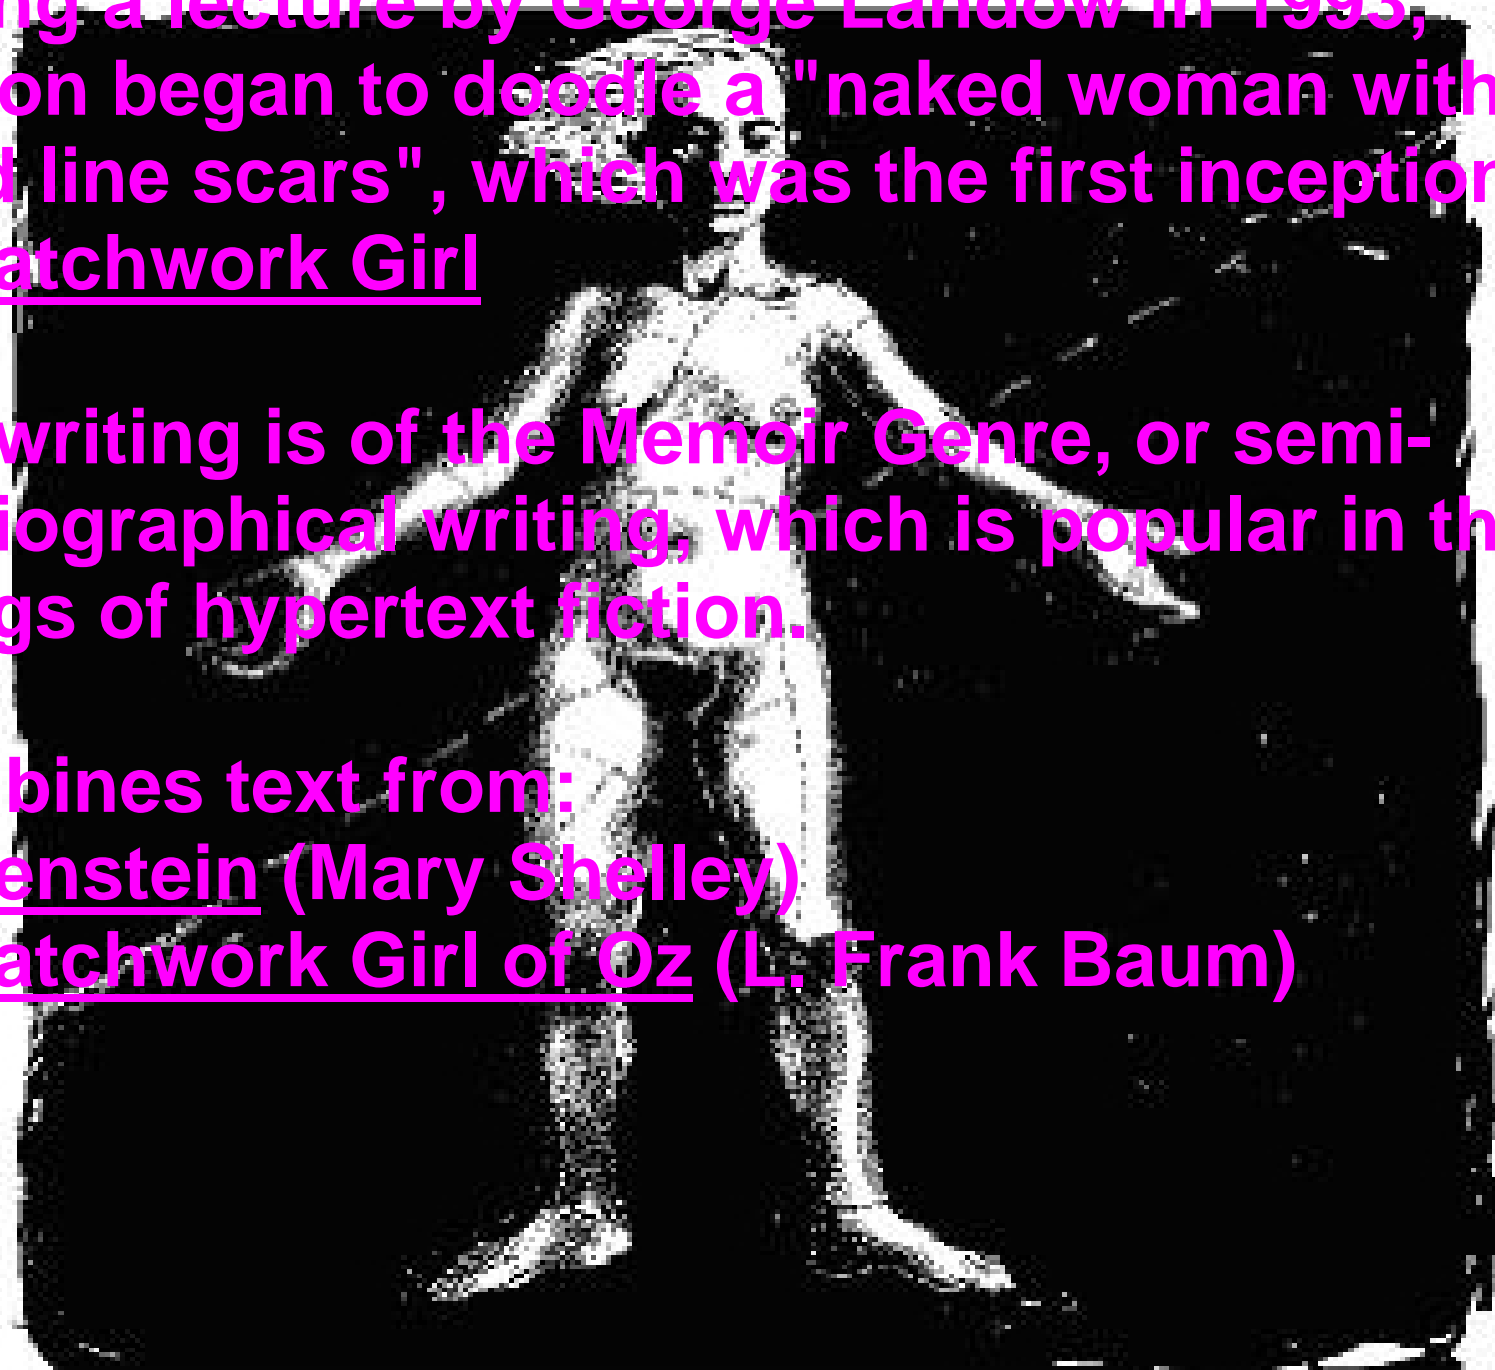 ng a lecture by George Landow in 1993,
on began to doodle a "naked woman with
d line scars", which was the first inception
atchwork Girl
writing is of the Memoir Genre, or semi-
iographical writing, which is popular in th
gs of hypertext fiction.
bines text from:
enstein (Mary Shelley)
atchwork Girl of Oz (L. Frank Baum)